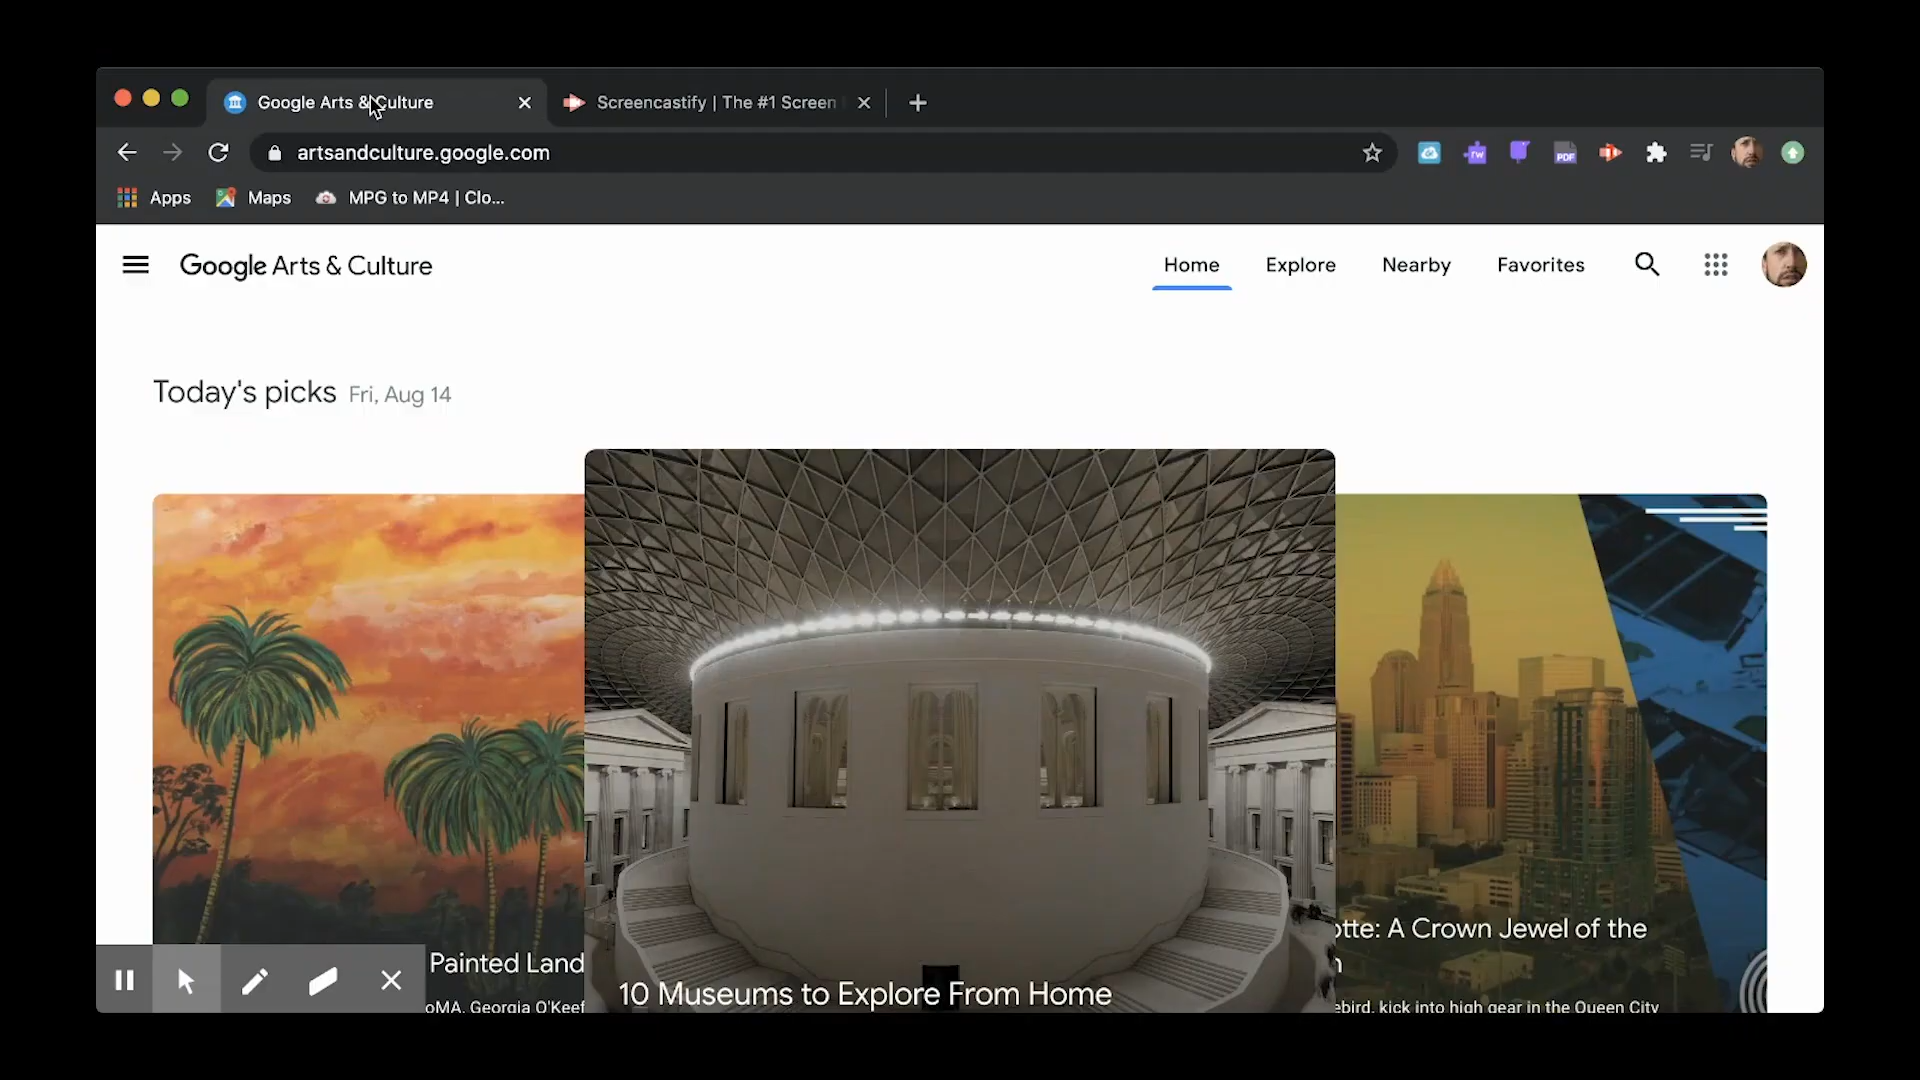 Google Arts & Culture
Screencastify | The #1 Screen
artsandculture.google.com
rw
PDF
Apps
Maps
MPG to MP4 | Clo...
Google Arts & Culture
Home
Explore
Nearby
Favorites
Today's picks Fri, Aug 14
Painted Land
oMA, Georgia O'Keef
10 Museums to Explore From Home
otte: A Crown Jewel of the
ebird, kick into high gear in the Queen City